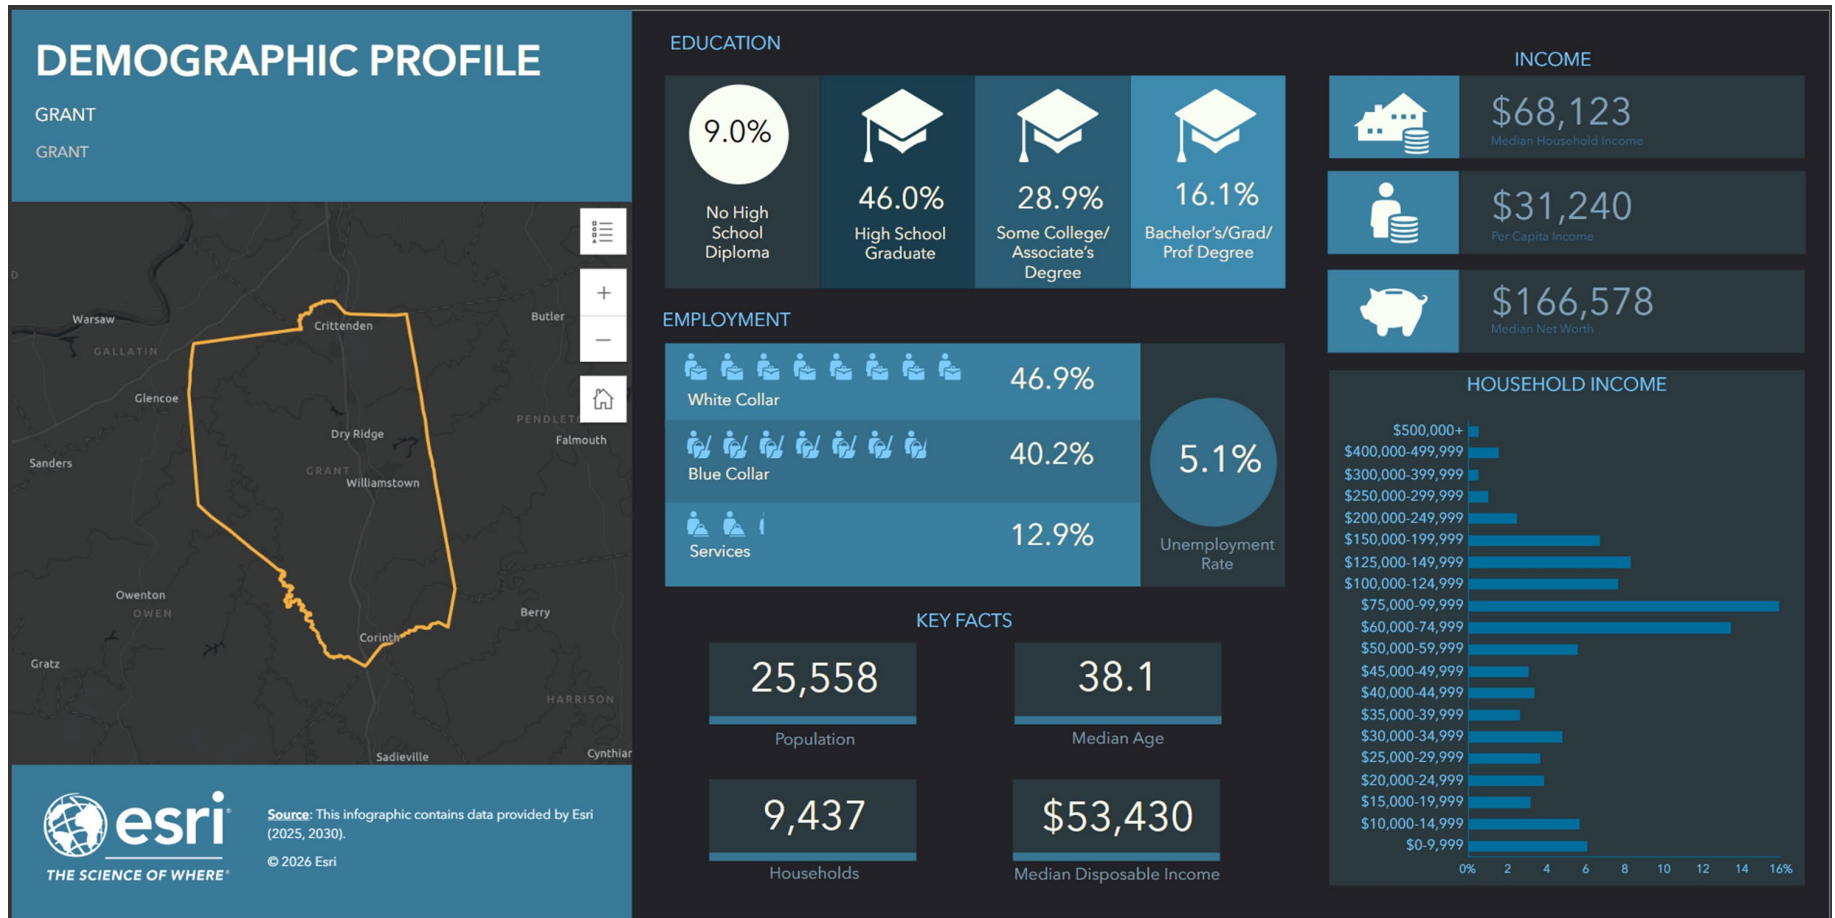 DEMOGRAPHIC PROFILE
GRANT
GRANT
Warsaw
GALLATIN
Glencoe
Crittenden
Butler
Dry Ridge
Falmouth
Sanders
GRANT
Williamstown
Owenton
OWEN
Berry
Corinth
Gratz
HARRISON
Sadieville
esri
THE SCIENCE OF WHERE®
Source: This infographic contains data provided by Esri
(2025, 2030).
© 2026 Esri
EDUCATION
9.0%
No High
School
Diploma
46.0%
High School
Graduate
28.9%
Some College/
Associate's
Degree
16.1%
Bachelor's/Grad/
Prof Degree
EMPLOYMENT
46.9%
White Collar
40.2%
Blue Collar
12.9%
Services
5.1%
Unemployment
Rate
KEY FACTS
25,558
Population
38.1
Median Age
9,437
Households
$53,430
Median Disposable Income
INCOME
$68,123
Median Household Income
$31,240
Per Capita Income
$166,578
Median Net Worth
HOUSEHOLD INCOME
$500,000+
$400,000-499,999
$300,000-399,999
$250,000-299,999
$200,000-249,999
$150,000-199,999
$125,000-149,999
$100,000-124,999
$75,000-99,999
$60,000-74,999
$50,000-59,999
$45,000-49,999
$40,000-44,999
$35,000-39,999
$30,000-34,999
$25,000-29,999
$20,000-24,999
$15,000-19,999
$10,000-14,999
$0-9,999
0% 2 4 6 8 10 12 14 16%